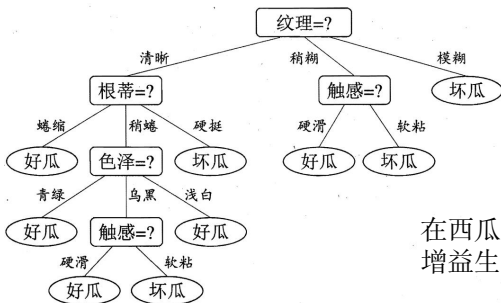 纹理=?
清晰 稍糊 模糊
根蒂=? 触感=? 坏瓜
蜷缩 稍蜷 硬挺 硬滑 软粘
好瓜 色泽=? 坏瓜 好瓜 坏瓜
青绿 乌黑 浅白
好瓜 触感=? 好瓜
硬滑 软粘
好瓜 坏瓜
在西瓜
增益生